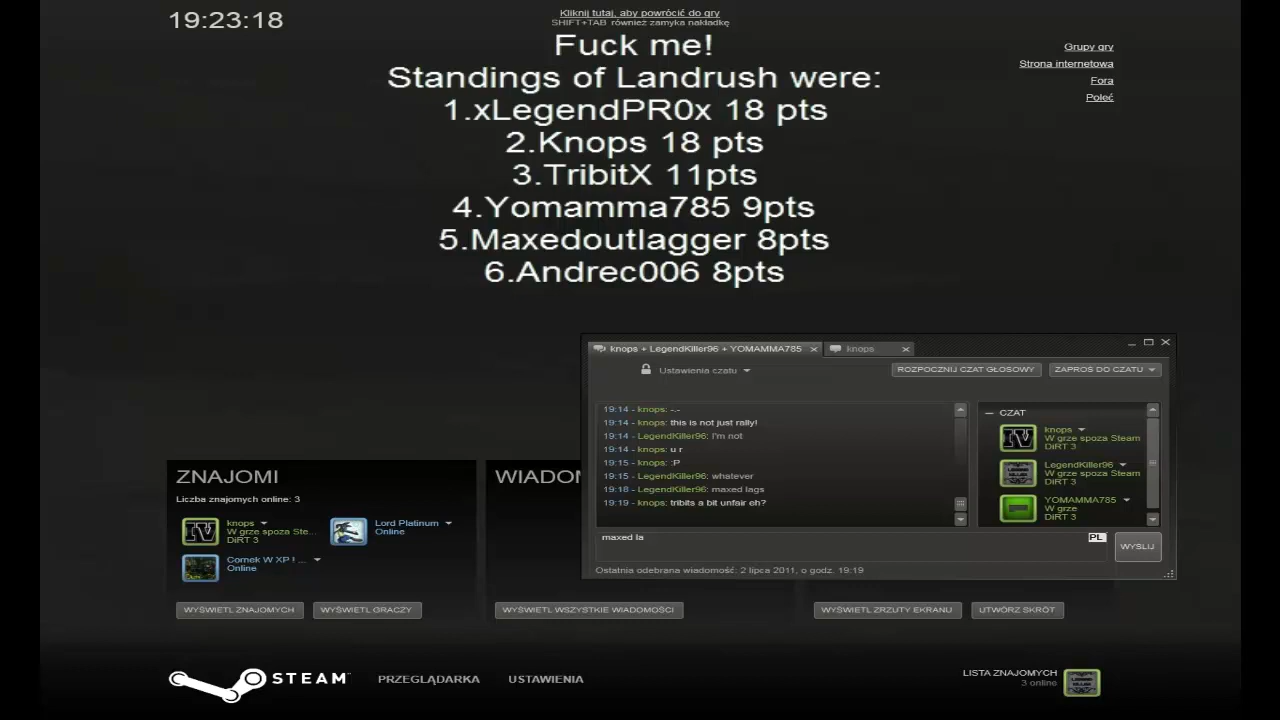 19:23:18
Kliknij tutaj, aby powrócić do gry
SHIFT+TAB również zamyka nakładkę
Fuck me!
Standings of Landrush were:
1.xLegendPR0x 18 pts
2.Knops 18 pts
3.TribitX 11pts
4.Yomamma785 9pts
5.Maxedoutlagger 8pts
6.Andrec006 8pts
Grupy gry
Strona internetowa
Fora
Poleć
knops + LegendKiller96 + YOMAMMA785
knops
Ustawienia czatu
ROZPOCZNIJ CZAT GŁOSOWY
ZAPROŚ DO CZATU
19:14 - knops: -.-
19:14 - knops: this is not just rally!
19:14 - LegendKiller96: I'm not
19:14 - knops: u r
19:15 - knops: :P
19:15 - LegendKiller96: whatever
19:18 - LegendKiller96: maxed lags
19:19 - knops: tribits a bit unfair eh?
CZAT
knops
W grze spoza Steam
DiRT 3
LegendKiller96
W grze spoza Steam
DiRT 3
YOMAMMA785
W grze
DiRT 3
maxed la
PL
WYŚLIJ
Ostatnia odebrana wiadomość: 2 lipca 2011, o godz. 19:19
ZNAJOMI
Liczba znajomych online: 3
knops
W grze spoza Ste...
DiRT 3
Lord Platinum
Online
Comek W XP ! ...
Online
WYŚWIETL ZNAJOMYCH
WYŚWIETL GRACZY
WIADOM
WYŚWIETL WSZYSTKIE WIADOMOŚCI
WYŚWIETL ZRZUTY EKRANU
UTWÓRZ SKRÓT
STEAM
PRZEGLĄDARKA
USTAWIENIA
LISTA ZNAJOMYCH
3 online